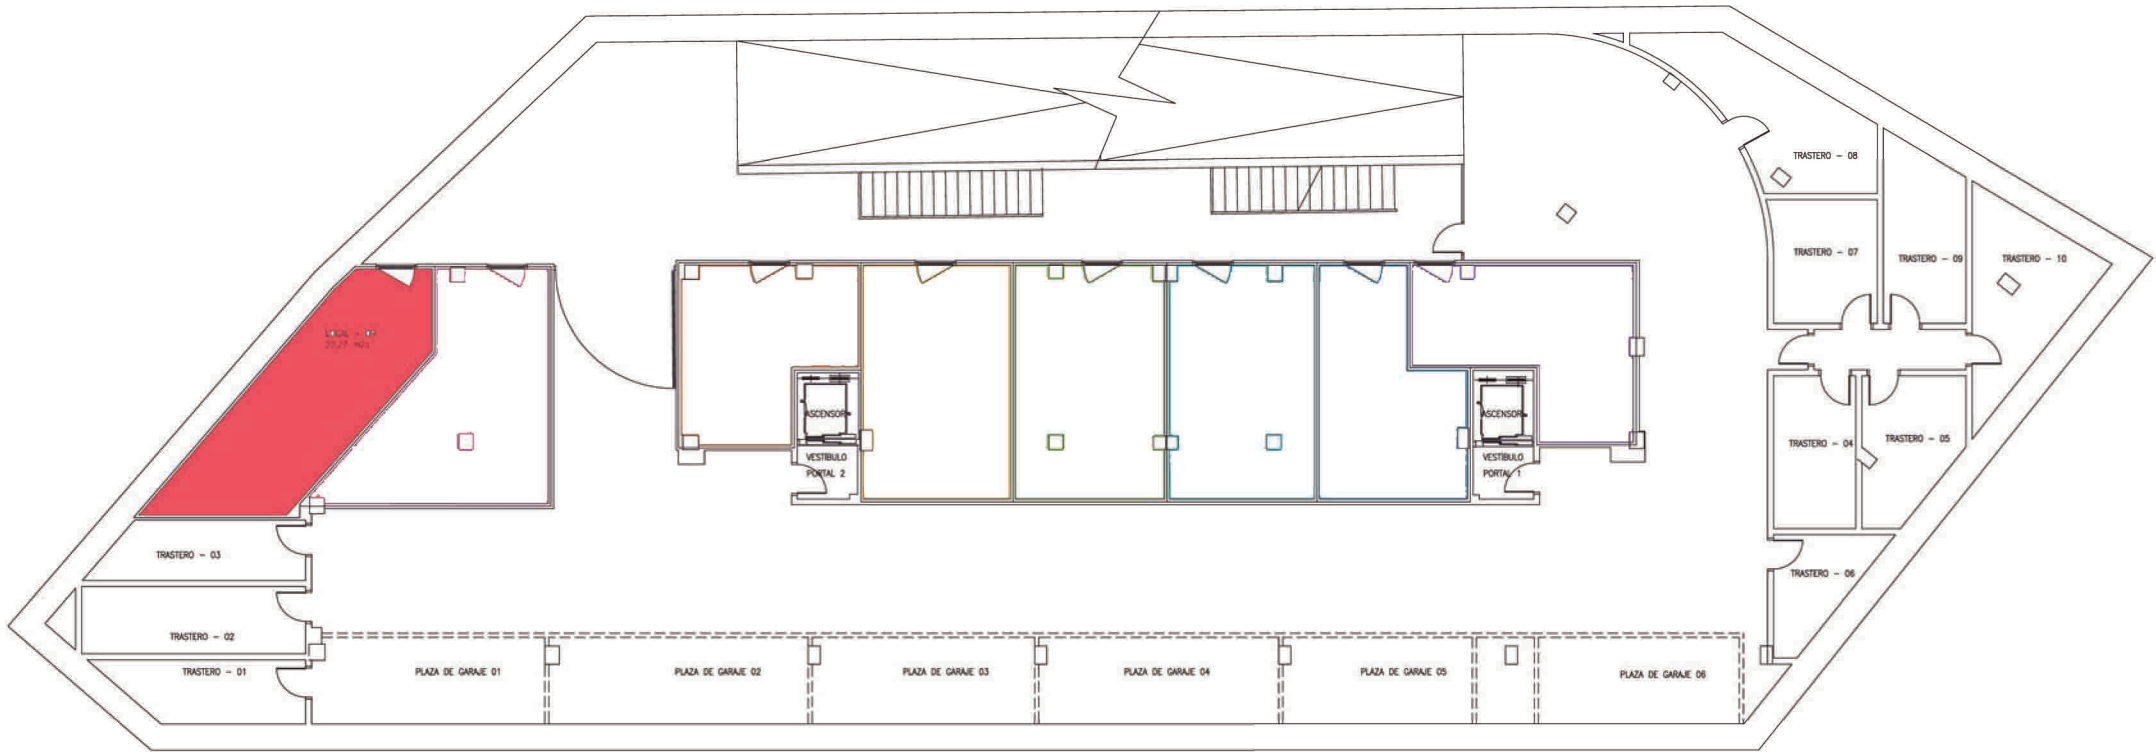 TRASTERO - 08
TRASTERO - 07
TRASTERO - 09
TRASTERO - 10
ASCENSOR
VESTÍBULO
PORTAL 2
ASCENSOR
VESTÍBULO
PORTAL 1
TRASTERO - 04
TRASTERO - 05
TRASTERO - 03
TRASTERO - 06
TRASTERO - 02
TRASTERO - 01
PLAZA DE GARAJE 01
PLAZA DE GARAJE 02
PLAZA DE GARAJE 03
PLAZA DE GARAJE 04
PLAZA DE GARAJE 05
PLAZA DE GARAJE 06